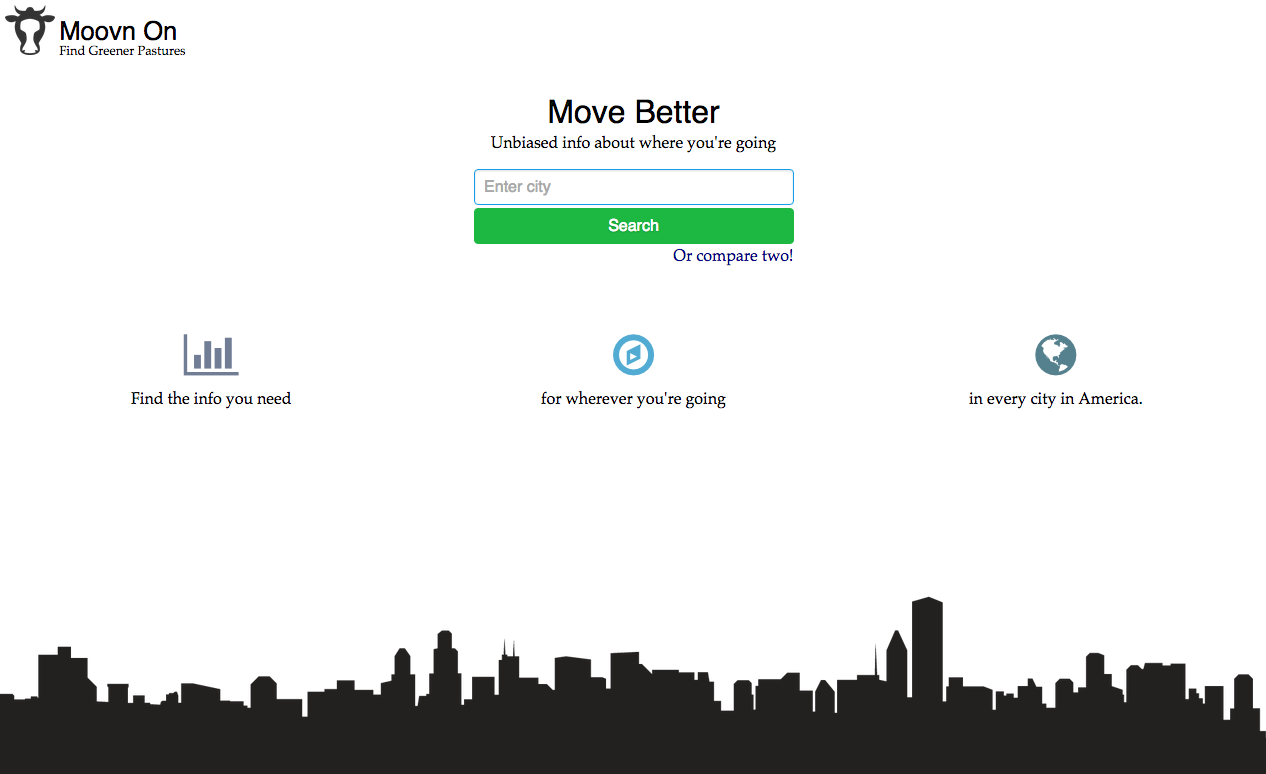 Moovn On
Find Greener Pastures
Move Better
Unbiased info about where you're going
Enter city
Search
Or compare two!
Find the info you need
for wherever you're going
in every city in America.